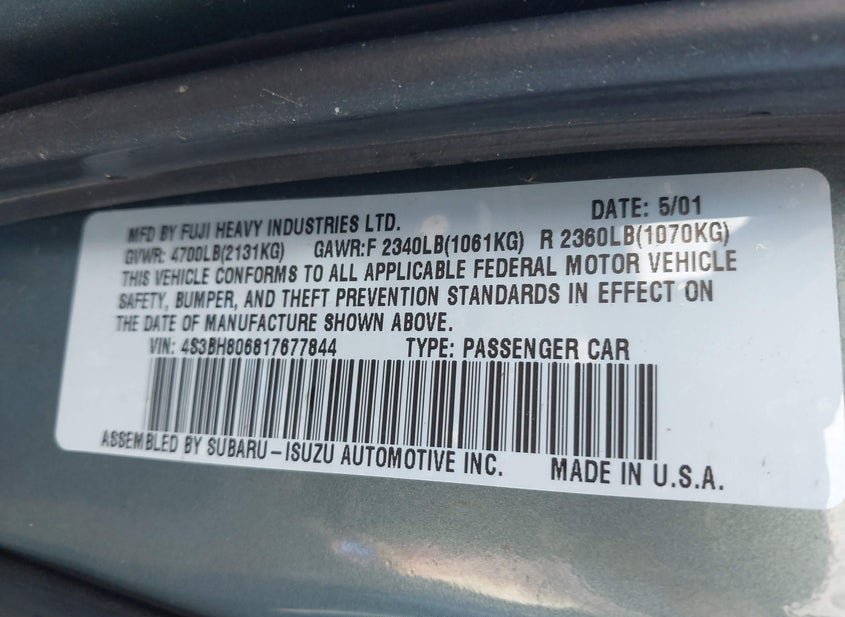 MFD BY FUJI HEAVY INDUSTRIES LTD. DATE: 5/01
GVWR: 4700LB(2131KG) GAWR:F 2340LB(1061KG) R 2360LB(1070KG)
THIS VEHICLE CONFORMS TO ALL APPLICABLE FEDERAL MOTOR VEHICLE
SAFETY, BUMPER, AND THEFT PREVENTION STANDARDS IN EFFECT ON
THE DATE OF MANUFACTURE SHOWN ABOVE.
VIN: 4S3BH806817677844 TYPE: PASSENGER CAR
ASSEMBLED BY SUBARU-ISUZU AUTOMOTIVE INC. MADE IN U.S.A.